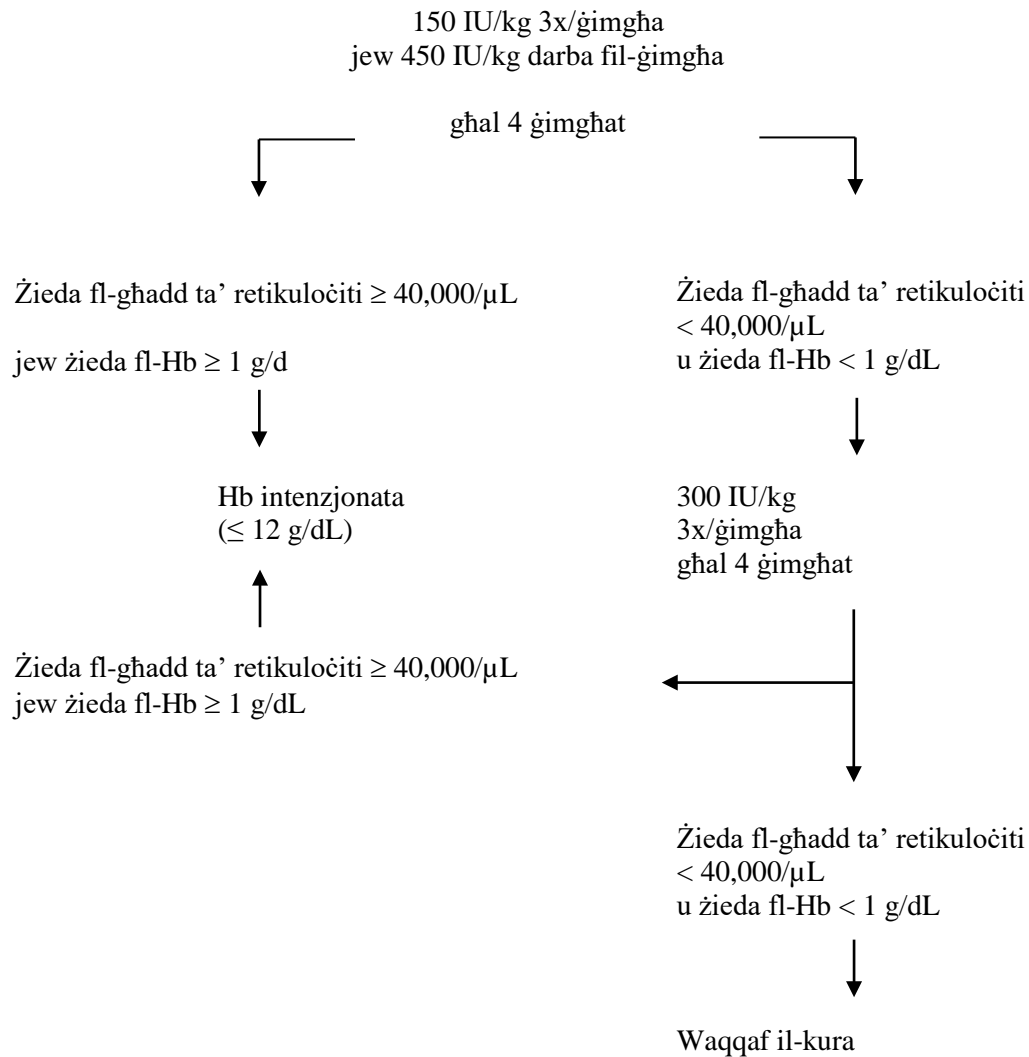 150 IU/kg 3x/ġimgħa
jew 450 IU/kg darba fil-ġimgħa
għal 4 ġimgħat
Żieda fl-għadd ta’ retikuloċiti ≥ 40,000/µL
jew żieda fl-Hb ≥ 1 g/d
Żieda fl-għadd ta’ retikuloċiti
< 40,000/µL
u żieda fl-Hb < 1 g/dL
Hb intenzjonata
(≤ 12 g/dL)
300 IU/kg
3x/ġimgħa
għal 4 ġimgħat
Żieda fl-għadd ta’ retikuloċiti ≥ 40,000/µL
jew żieda fl-Hb ≥ 1 g/dL
Żieda fl-għadd ta’ retikuloċiti
< 40,000/µL
u żieda fl-Hb < 1 g/dL
Waqqaf il-kura